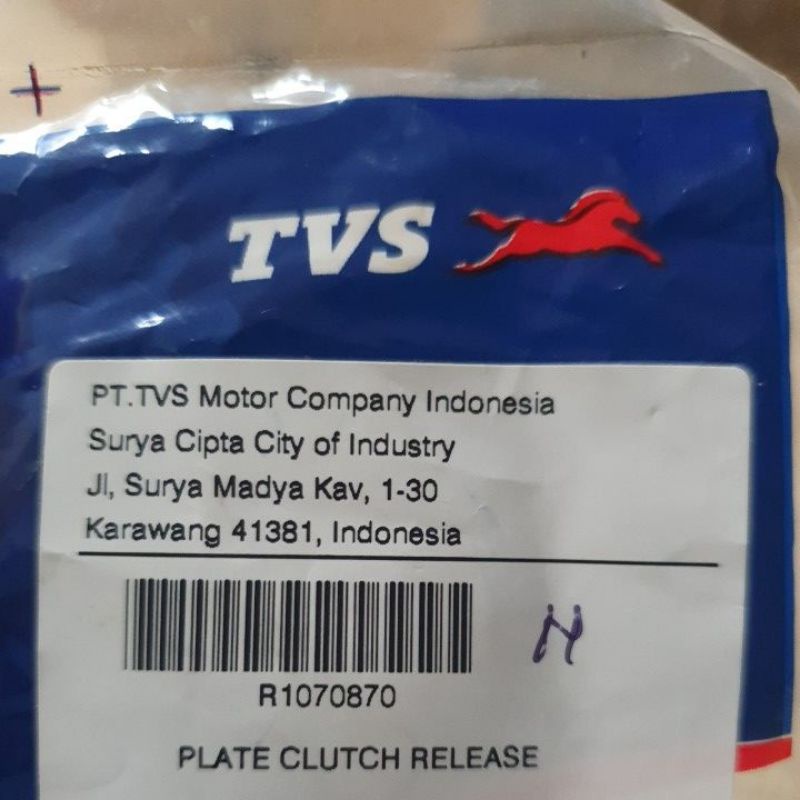 TVS
PT.TVS Motor Company Indonesia
Surya Cipta City of Industry
Jl, Surya Madya Kav, 1-30
Karawang 41381, Indonesia
R1070870
PLATE CLUTCH RELEASE